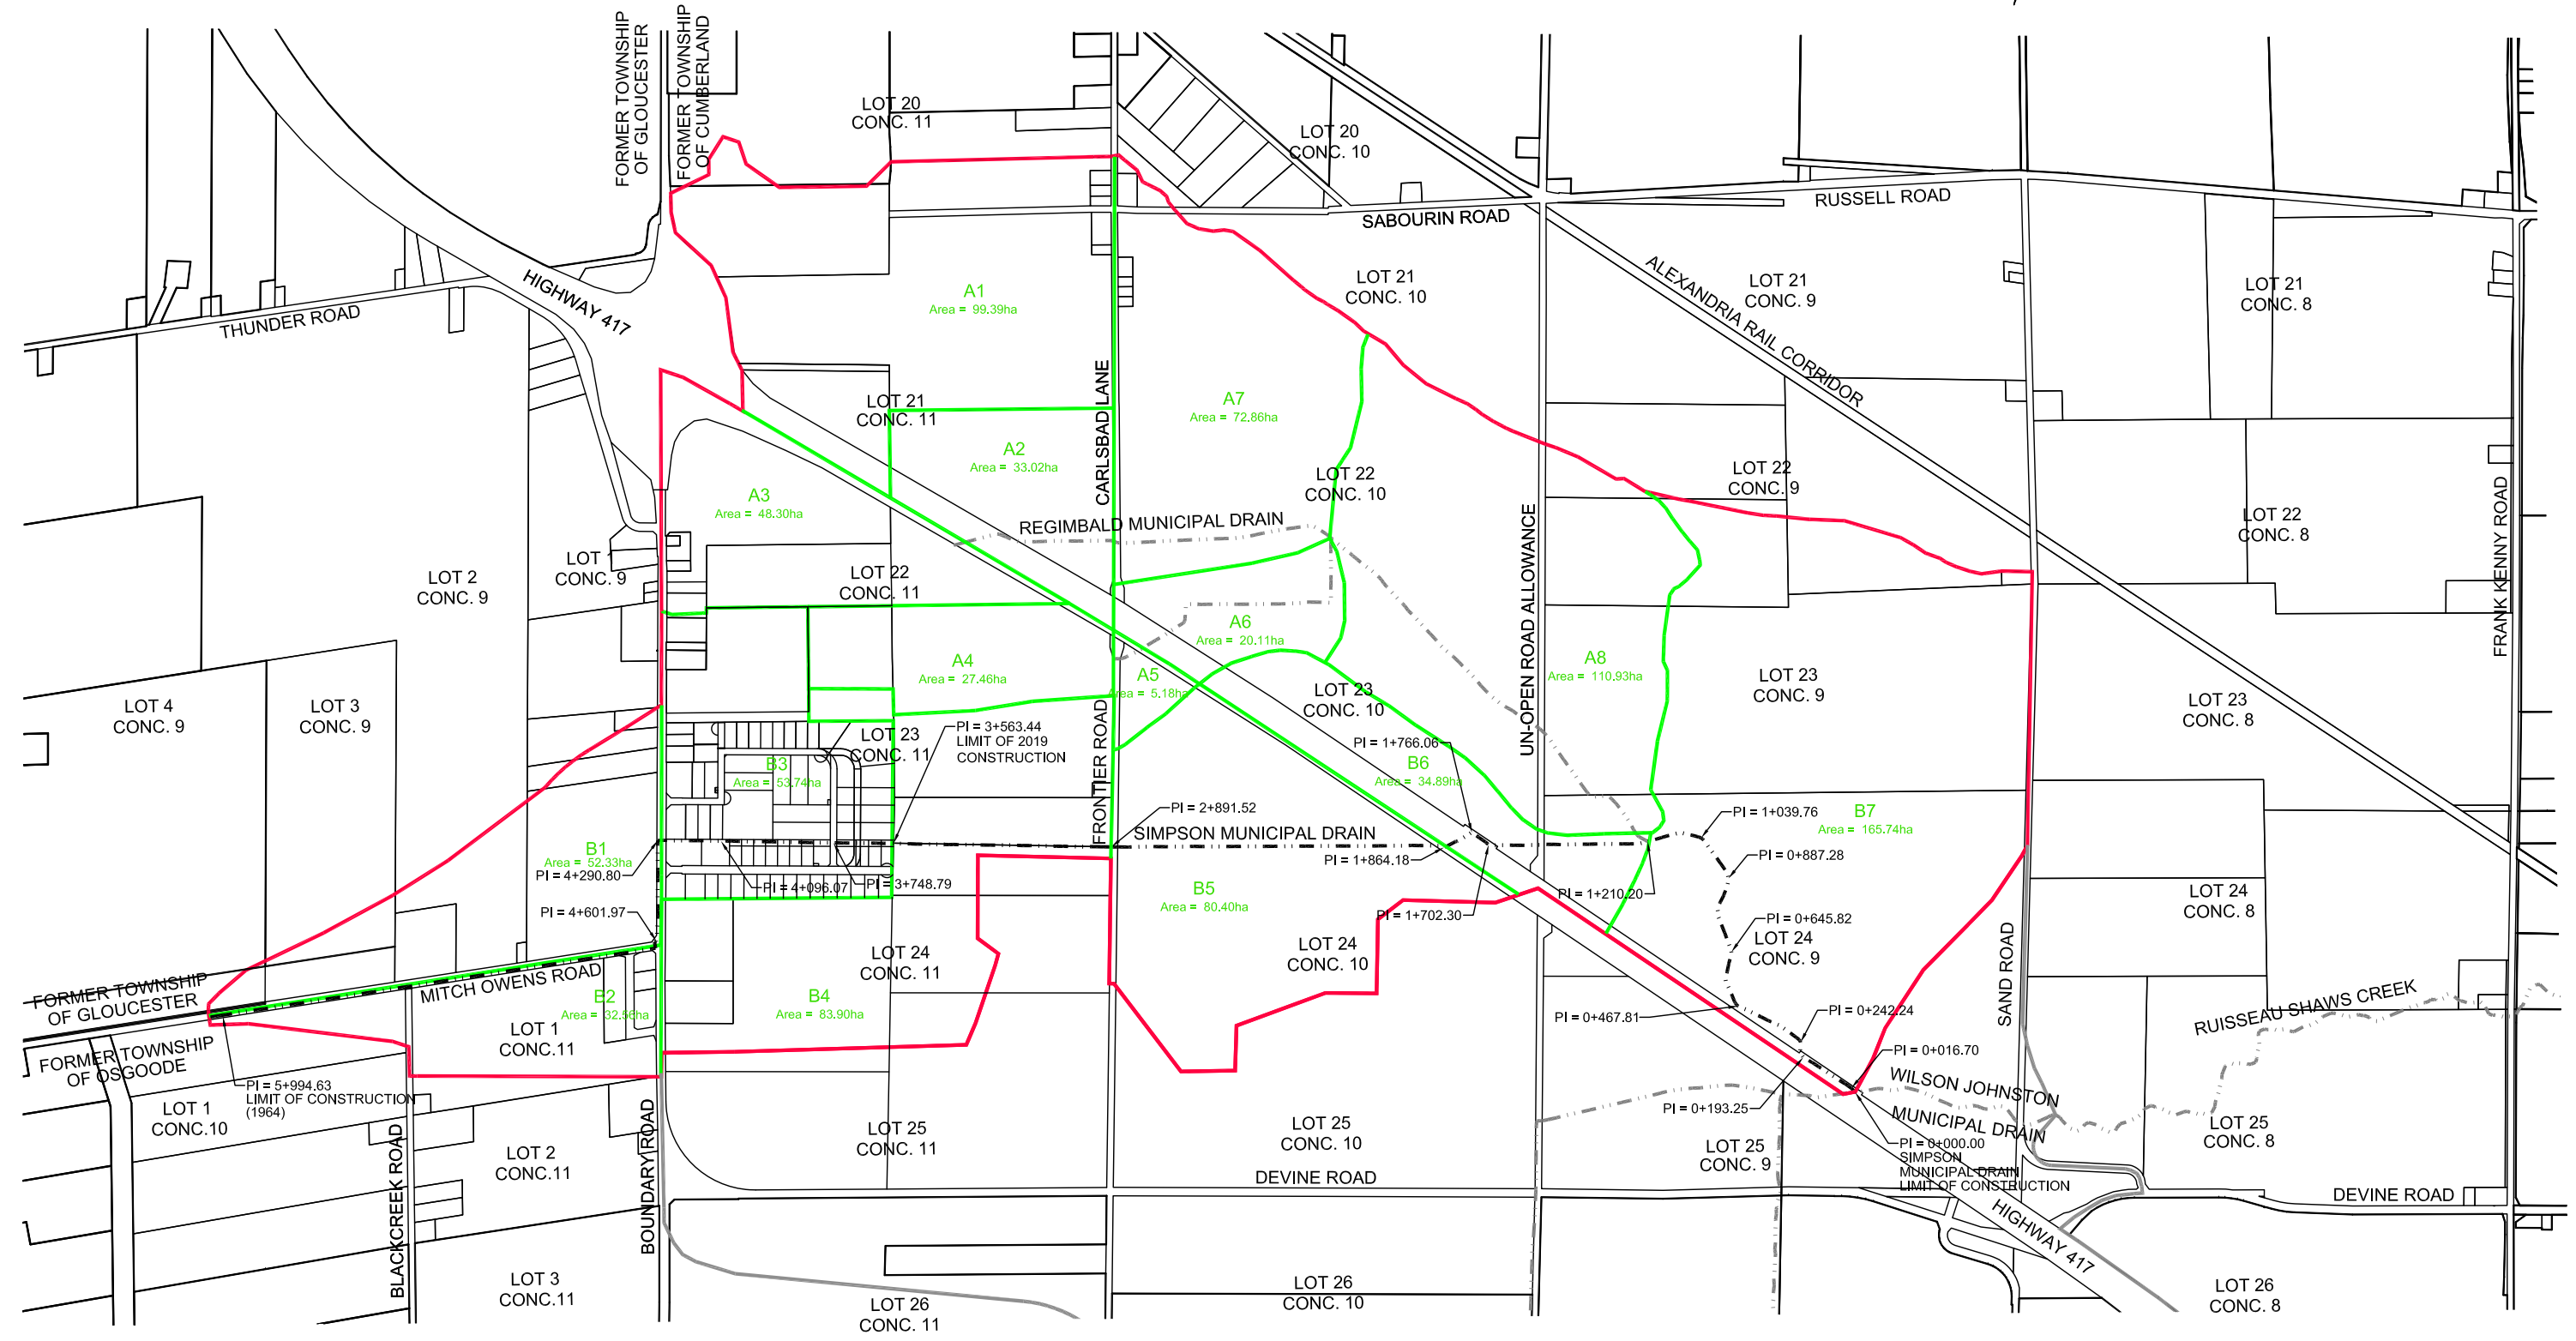 FORMER TOWNSHIP
OF GLOUCESTER
FORMER TOWNSHIP
OF CUMBERLAND
LOT 20
CONC. 11
LOT 20
CONC. 10
RUSSELL ROAD
SABOURIN ROAD
HIGHWAY 417
THUNDER ROAD
A1
Area = 99.39ha
LOT 21
CONC. 10
ALEXANDRIA RAIL CORRIDOR
LOT 21
CONC. 9
LOT 21
CONC. 8
CARLSBAD LANE
LOT 21
CONC. 11
A7
Area = 72.86ha
A2
Area = 33.02ha
A3
Area = 48.30ha
LOT 22
CONC. 10
LOT 22
CONC. 9
LOT 22
CONC. 8
REGIMBALD MUNICIPAL DRAIN
UN-OPEN ROAD ALLOWANCE
FRANK KENNY ROAD
LOT 2
CONC. 9
LOT
CONC. 9
LOT 22
CONC. 11
A6
Area = 20.11ha
A4
Area = 27.46ha
A5
Area = 5.18ha
A8
Area = 110.93ha
LOT 23
CONC. 10
LOT 23
CONC. 9
LOT 23
CONC. 8
LOT 4
CONC. 9
LOT 3
CONC. 9
LOT 23
CONC. 11
PI = 3+563.44
LIMIT OF 2019
CONSTRUCTION
FRONTIER ROAD
PI = 1+766.06
B3
Area = 53.74ha
B6
Area = 34.89ha
PI = 2+891.52
SIMPSON MUNICIPAL DRAIN
PI = 1+039.76
B7
Area = 165.74ha
B1
Area = 52.33ha
PI = 4+290.80
PI = 4+096.07
PI = 3+748.79
PI = 1+864.18
PI = 0+887.28
B5
Area = 80.40ha
PI = 1+210.20
PI = 1+702.30
LOT 24
CONC. 8
PI = 4+601.97
PI = 0+645.82
LOT 24
CONC. 9
LOT 24
CONC. 11
LOT 24
CONC. 10
SAND ROAD
FORMER TOWNSHIP
OF GLOUCESTER
MITCH OWENS ROAD
B2
Area = 32.56ha
B4
Area = 83.90ha
RUISSEAU SHAWS CREEK
PI = 0+467.81
PI = 0+242.24
LOT 1
CONC.11
FORMER TOWNSHIP
OF OSGOODE
PI = 0+016.70
PI = 5+994.63
LIMIT OF CONSTRUCTION
(1964)
LOT 1
CONC.10
WILSON JOHNSTON
MUNICIPAL DRAIN
PI = 0+193.25
PI = 0+000.00
SIMPSON
MUNICIPAL DRAIN
LIMIT OF CONSTRUCTION
BLACKCREEK ROAD
BOUNDARY ROAD
LOT 2
CONC.11
LOT 25
CONC. 11
LOT 25
CONC. 10
LOT 25
CONC. 9
LOT 25
CONC. 8
DEVINE ROAD
DEVINE ROAD
HIGHWAY 417
LOT 3
CONC.11
LOT 26
CONC. 11
LOT 26
CONC. 10
LOT 26
CONC. 8